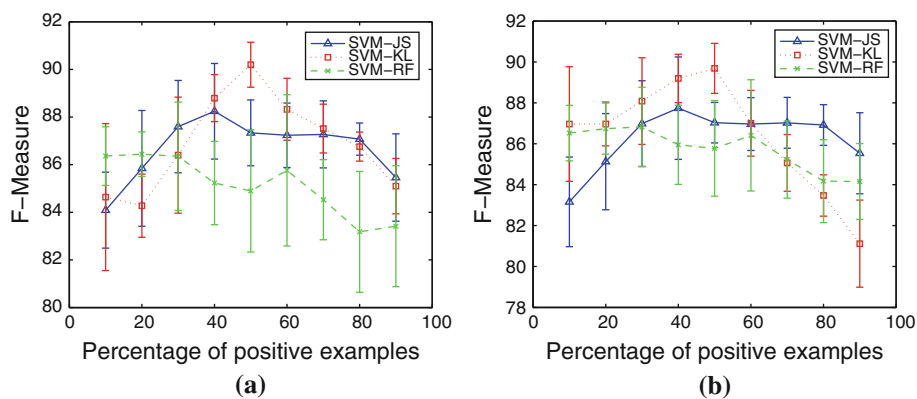 92
90
88
86
84
82
80
0
20
40
60
80
100
F-Measure
Percentage of positive examples
SVM-JS
SVM-KL
SVM-RF
(a)
92
90
88
86
84
82
80
78
0
20
40
60
80
100
F-Measure
Percentage of positive examples
SVM-JS
SVM-KL
SVM-RF
(b)